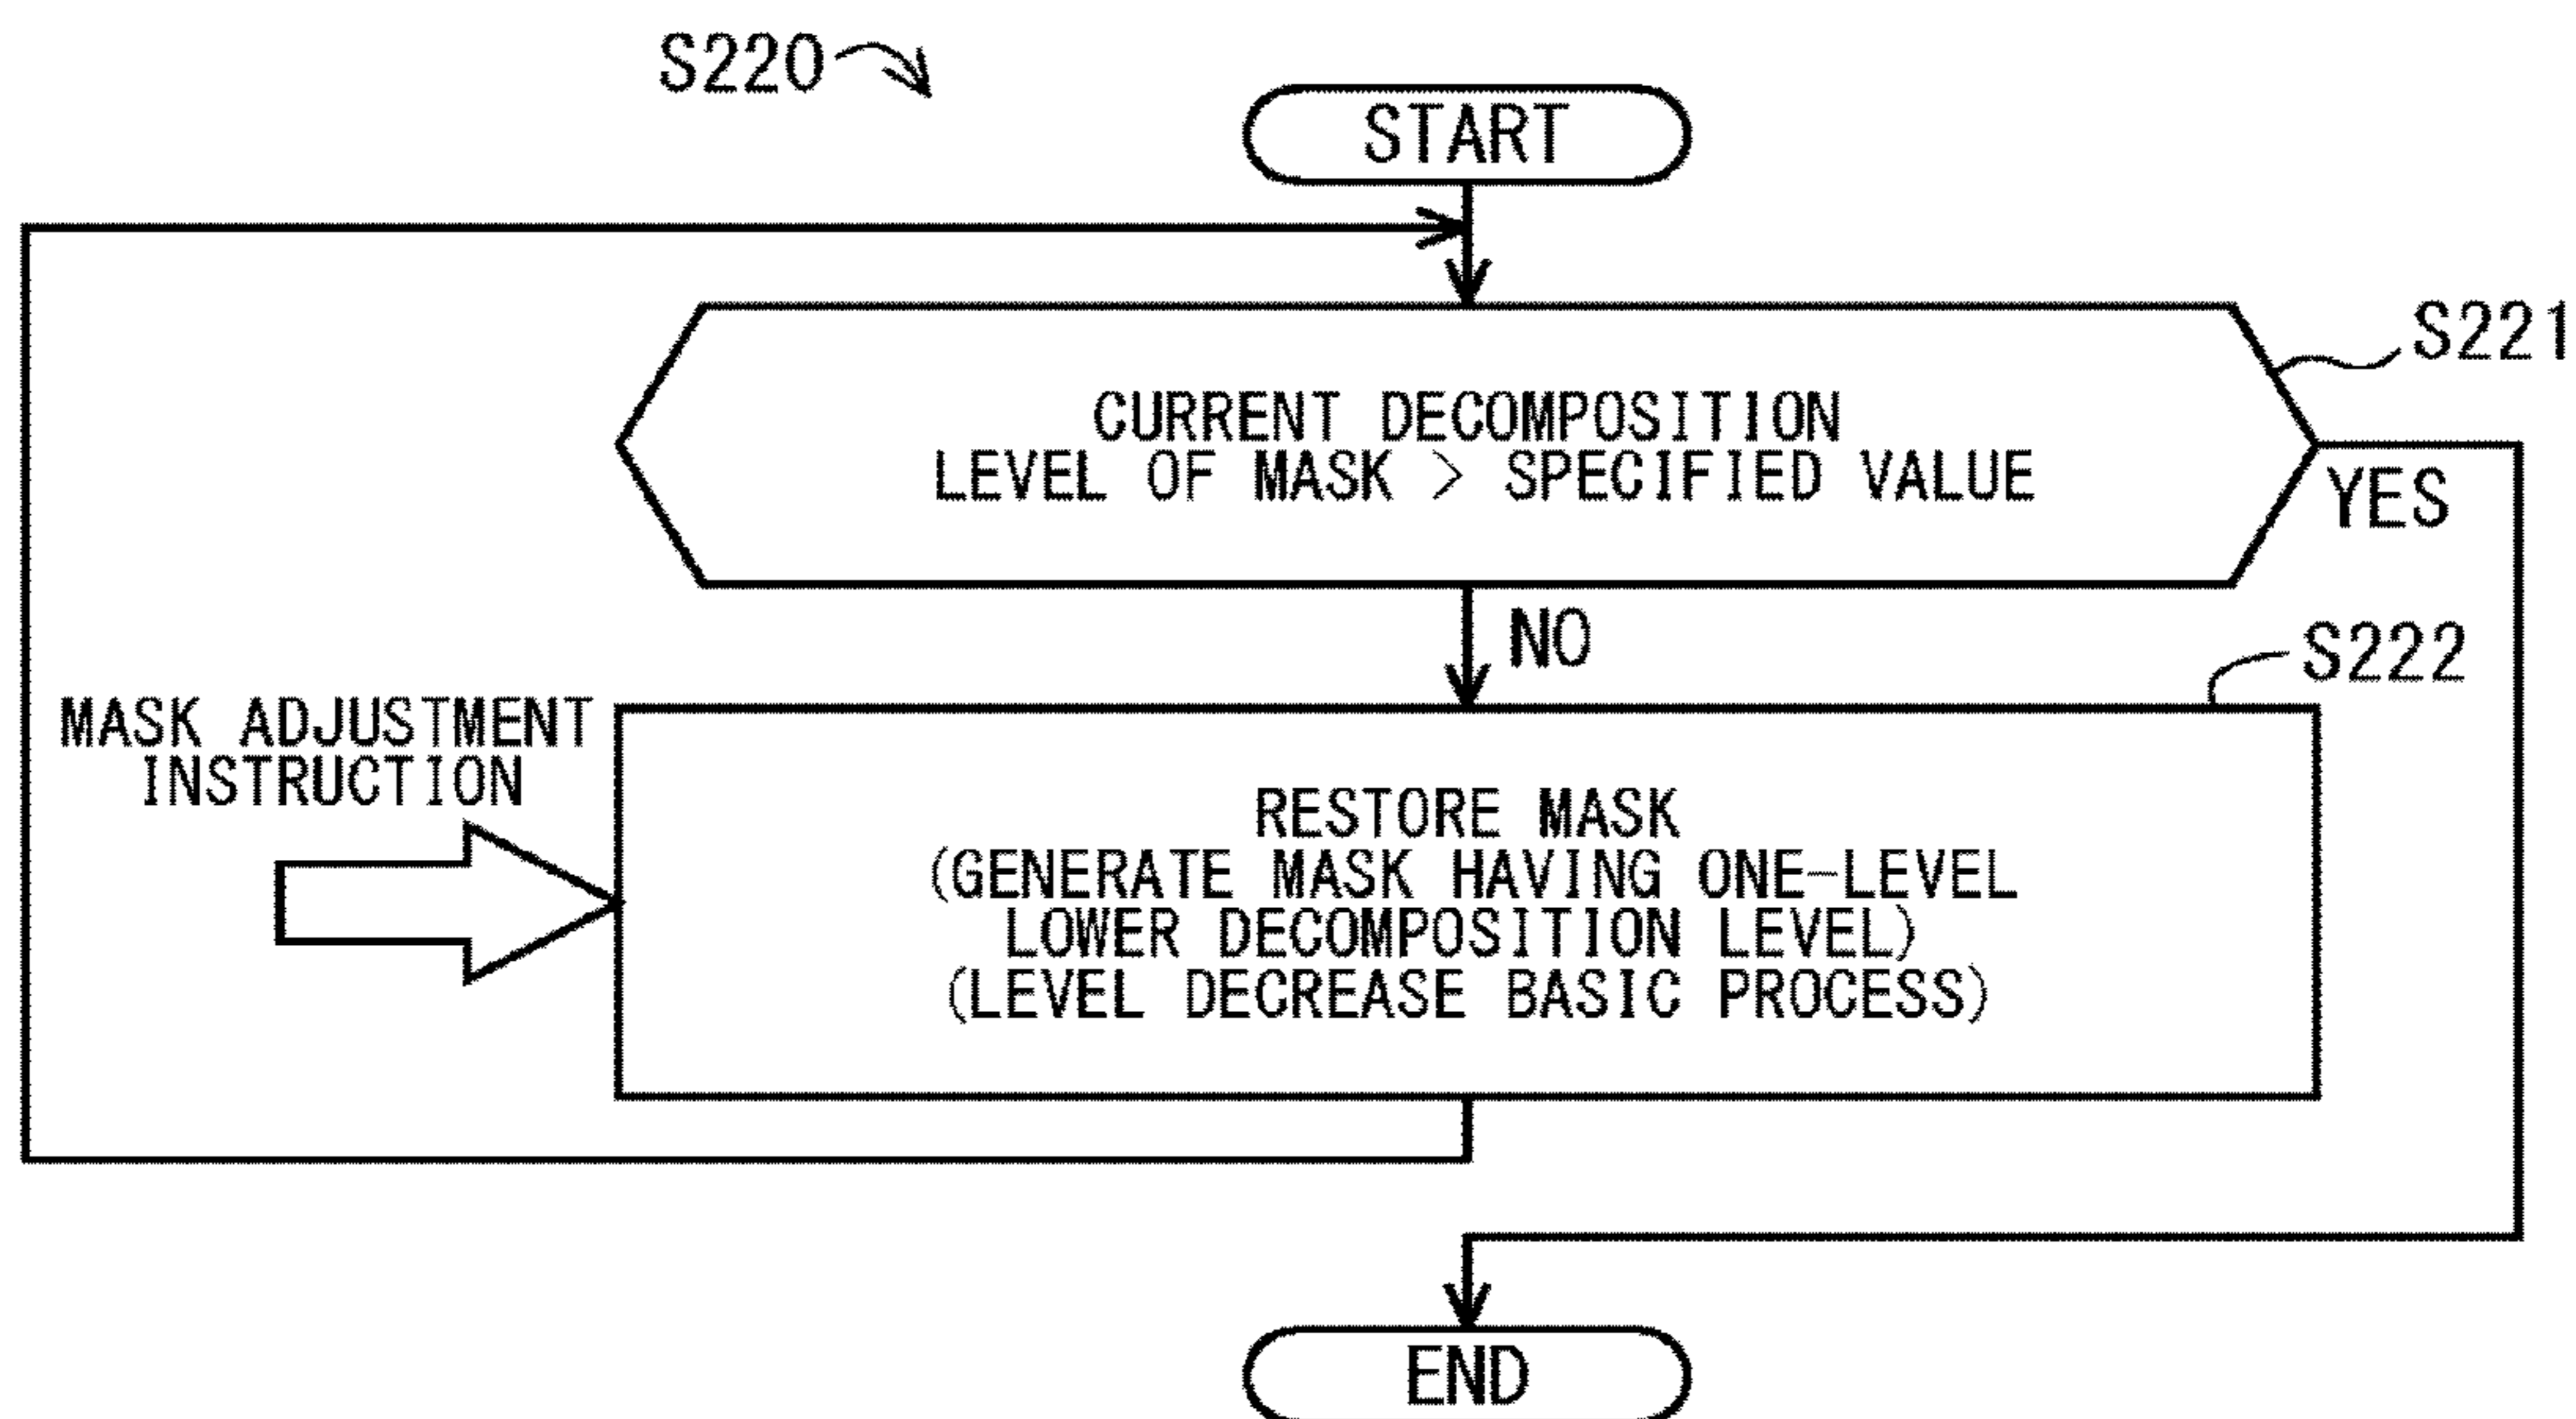 S220
START
CURRENT DECOMPOSITION
LEVEL OF MASK > SPECIFIED VALUE
S221
YES
NO
S222
MASK ADJUSTMENT
INSTRUCTION
RESTORE MASK
(GENERATE MASK HAVING ONE-LEVEL
LOWER DECOMPOSITION LEVEL)
(LEVEL DECREASE BASIC PROCESS)
END